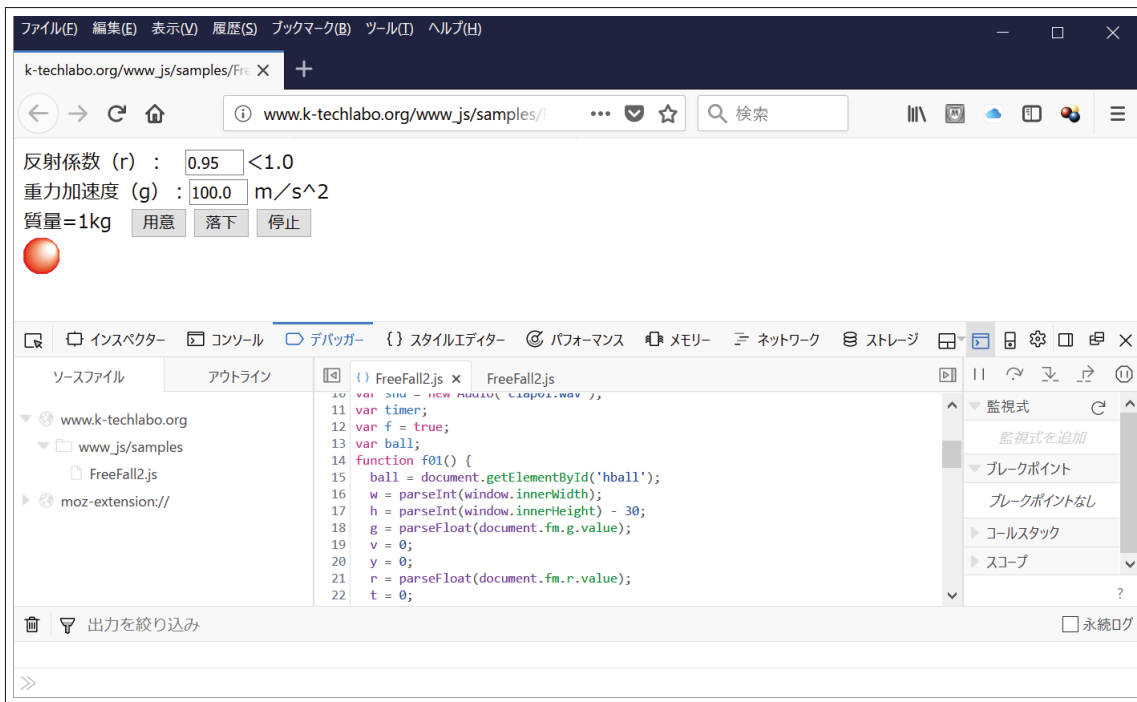 ファイル(F) 編集(E) 表示(V) 履歴(S) ブックマーク(B) ツール(T) ヘルプ(H)
k-techlabo.org/www_js/samples/Fre
www.k-techlabo.org/www_js/samples/
検索
反射係数（r）： 0.95 <1.0
重力加速度（g）: 100.0 m／s^2
質量=1kg 用意 落下 停止
インスペクター コンソール デバッガー {} スタイルエディター パフォーマンス メモリー ネットワーク ストレージ
ソースファイル アウトライン {} FreeFall2.js FreeFall2.js
www.k-techlabo.org
www_js/samples
FreeFall2.js
moz-extension://
10 var snd = new Audio("clap01.wav");
11 var timer;
12 var f = true;
13 var ball;
14 function f01() {
15 ball = document.getElementById('hball');
16 w = parseInt(window.innerWidth);
17 h = parseInt(window.innerHeight) - 30;
18 g = parseFloat(document.fm.g.value);
19 v = 0;
20 y = 0;
21 r = parseFloat(document.fm.r.value);
22 t = 0;
監視式
監視式を追加
ブレークポイント
ブレークポイントなし
コールスタック
スコープ
?
出力を絞り込み
永続ログ